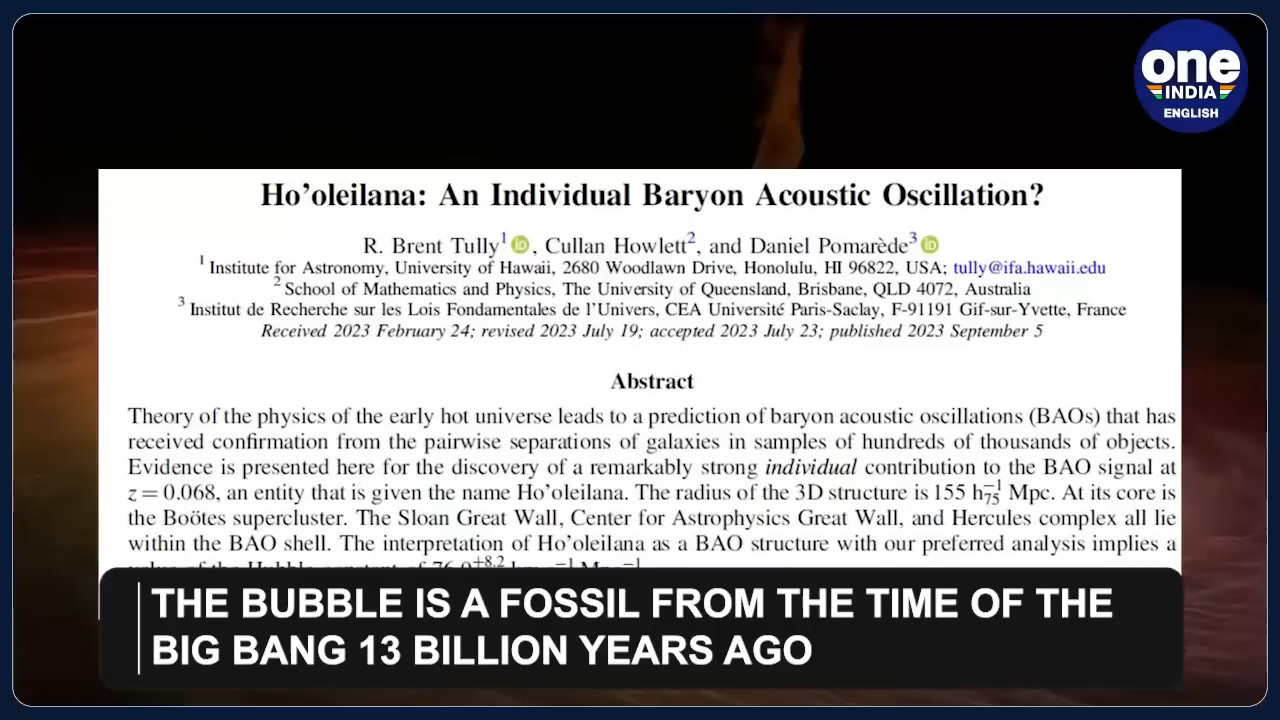 one
INDIA
ENGLISH
Ho’oleilana: An Individual Baryon Acoustic Oscillation?
R. Brent Tully1 iD, Cullan Howlett2, and Daniel Pomarède3 iD
1 Institute for Astronomy, University of Hawaii, 2680 Woodlawn Drive, Honolulu, HI 96822, USA; tully@ifa.hawaii.edu
2 School of Mathematics and Physics, The University of Queensland, Brisbane, QLD 4072, Australia
3 Institut de Recherche sur les Lois Fondamentales de l’Univers, CEA Université Paris-Saclay, F-91191 Gif-sur-Yvette, France
Received 2023 February 24; revised 2023 July 19; accepted 2023 July 23; published 2023 September 5
Abstract
Theory of the physics of the early hot universe leads to a prediction of baryon acoustic oscillations (BAOs) that has
received confirmation from the pairwise separations of galaxies in samples of hundreds of thousands of objects.
Evidence is presented here for the discovery of a remarkably strong individual contribution to the BAO signal at
z = 0.068, an entity that is given the name Ho’oleilana. The radius of the 3D structure is 155 h75−1 Mpc. At its core is
the Boötes supercluster. The Sloan Great Wall, Center for Astrophysics Great Wall, and Hercules complex all lie
within the BAO shell. The interpretation of Ho’oleilana as a BAO structure with our preferred analysis implies a
THE BUBBLE IS A FOSSIL FROM THE TIME OF THE
BIG BANG 13 BILLION YEARS AGO